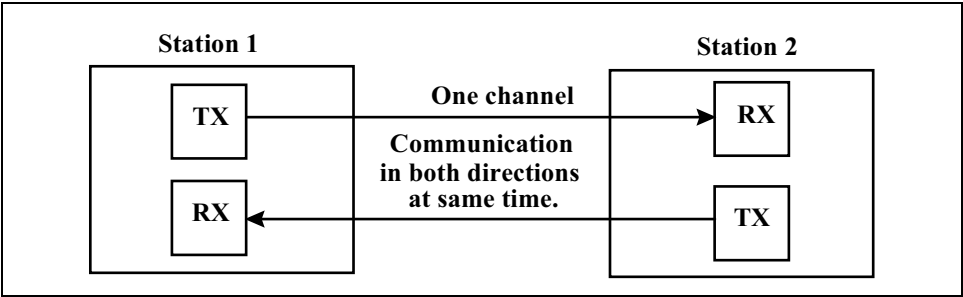 Station 1
Station 2
TX
One channel
RX
Communication
in both directions
at same time.
RX
TX